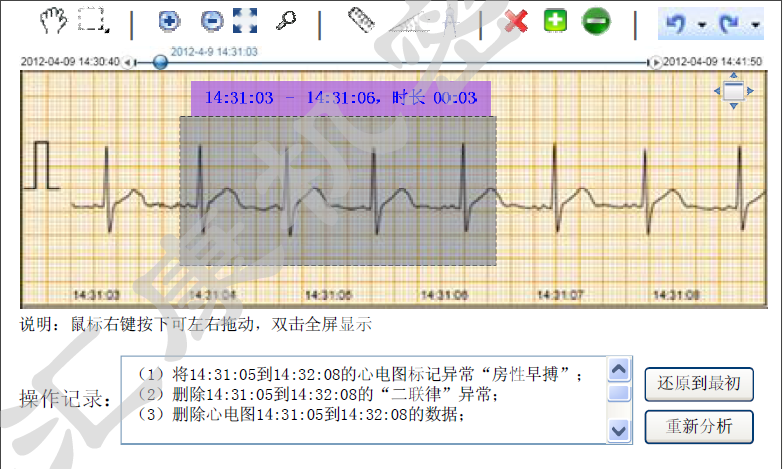 2012-4-9 14:31:03
2012-04-09 14:30:40
2012-04-09 14:41:50
14:31:03 - 14:31:06，时长 00:03
14:31:03 14:31:04 14:31:05 14:31:06 14:31:07 14:31:08
说明：鼠标右键按下可左右拖动，双击全屏显示
操作记录：
（1）将14:31:05到14:32:08的心电图标记异常“房性早搏”；
（2）删除14:31:05到14:32:08的“二联律”异常；
（3）删除心电图14:31:05到14:32:08的数据；
还原到最初
重新分析
汇康机密